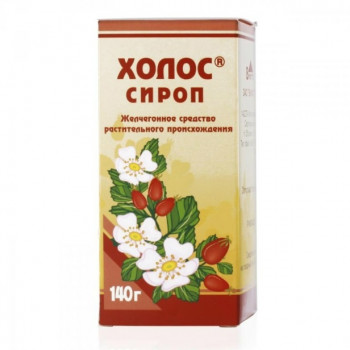 ХОЛОС®
СИРОП
Желчегонное средство
растительного происхождения
140г